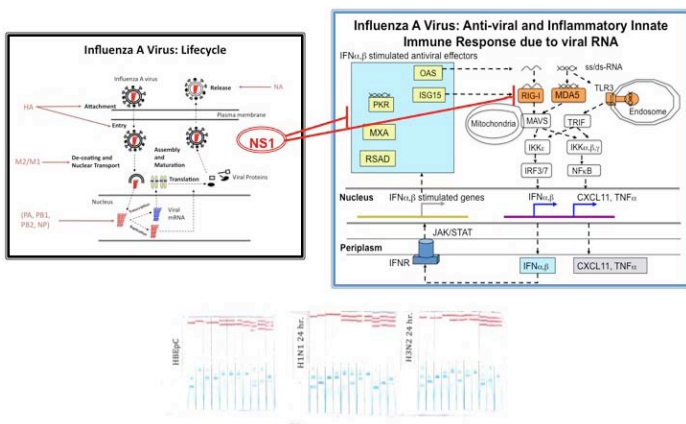 Influenza A Virus: Lifecycle
Influenza A virus
Release
NA
HA
Attachment
Plasma membrane
Entry
NS1
M2/M1
De-coating and
Nuclear Transport
Assembly
and
Maturation
Translation
Viral Proteins
Nucleus
Transcription
Viral
mRNA
(PA, PB1,
PB2, NP)
Replication
Influenza A Virus: Anti-viral and Inflammatory Innate
Immune Response due to viral RNA
IFNα,β stimulated antiviral effectors
OAS
ss/ds-RNA
ISG15
RIG-I
MDA5
TLR3
PKR
Endosome
Mitochondria
MAVS
TRIF
MXA
IKKε
IKKα,β,γ
RSAD
IRF3/7
NFκB
Nucleus
IFNα,β stimulated genes
IFNα,β
CXCL11, TNFα
JAK/STAT
Periplasm
IFNR
IFNα,β
CXCL11, TNFα
HBEpC
H1N1 24 hr.
H3N2 24 hr.